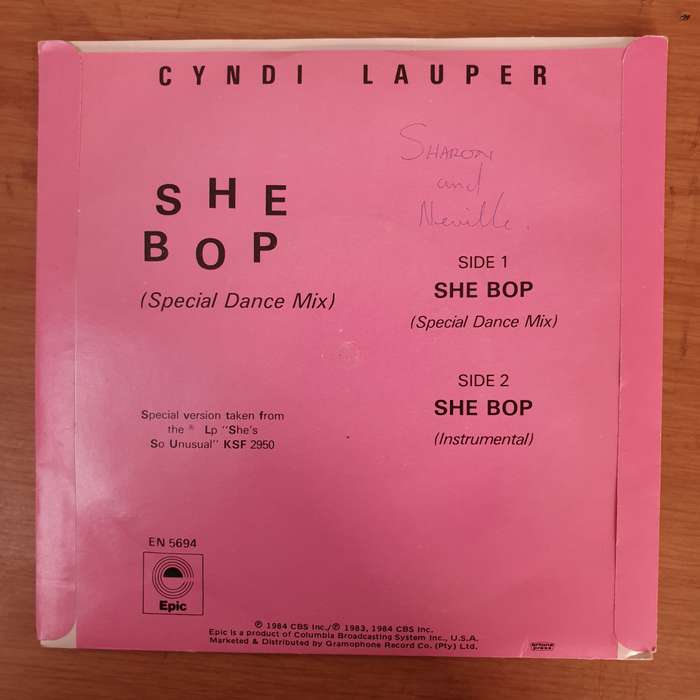 CYNDI LAUPER
Sharon
and
Neville.
SHE
BOP
(Special Dance Mix)
SIDE 1
SHE BOP
(Special Dance Mix)
SIDE 2
SHE BOP
(Instrumental)
Special version taken from
the Lp "She's
So Unusual" KSF 2950
EN 5694
Epic
℗ 1984 CBS Inc./℗ 1983, 1984 CBS Inc.
Epic is a product of Columbia Broadcasting System Inc., U.S.A.
Marketed & Distributed by Gramophone Record Co. (Pty) Ltd.
artone
press